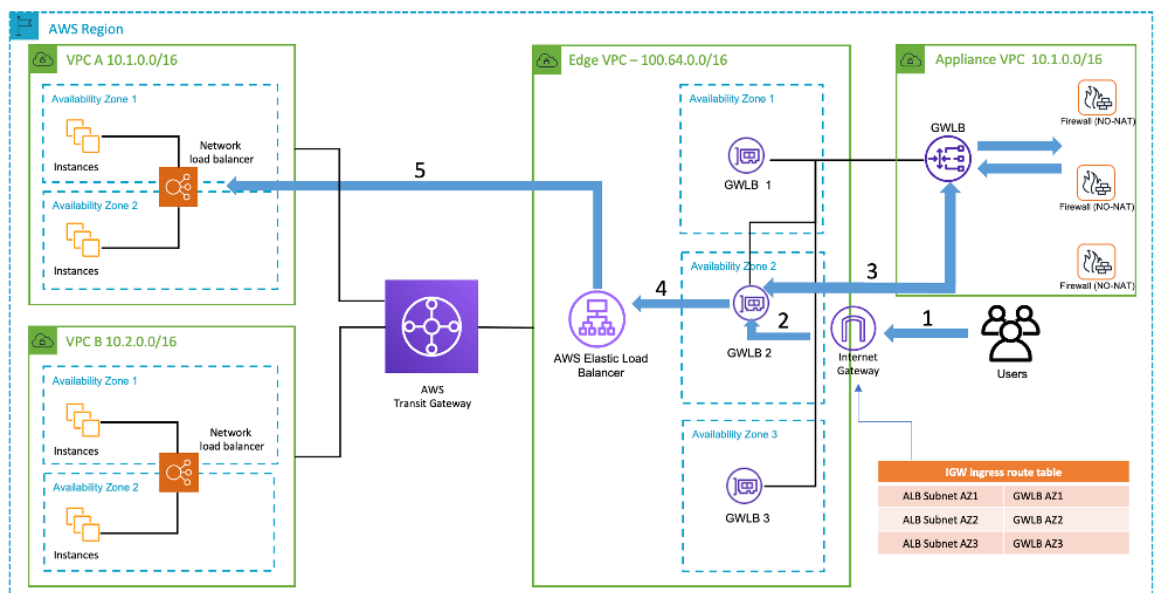 AWS Region
VPC A 10.1.0.0/16
Availability Zone 1
Instances
Network
load balancer
Availability Zone 2
Instances
VPC B 10.2.0.0/16
Availability Zone 1
Instances
Network
load balancer
Availability Zone 2
Instances
AWS
Transit Gateway
Edge VPC – 100.64.0.0/16
Availability Zone 1
GWLB 1
Availability Zone 2
GWLB 2
Availability Zone 3
GWLB 3
AWS Elastic Load
Balancer
5
4
2
3
1
Internet
Gateway
Users
Appliance VPC 10.1.0.0/16
GWLB
Firewall (NO-NAT)
Firewall (NO-NAT)
Firewall (NO-NAT)
IGW Ingress route table
ALB Subnet AZ1 GWLB AZ1
ALB Subnet AZ2 GWLB AZ2
ALB Subnet AZ3 GWLB AZ3